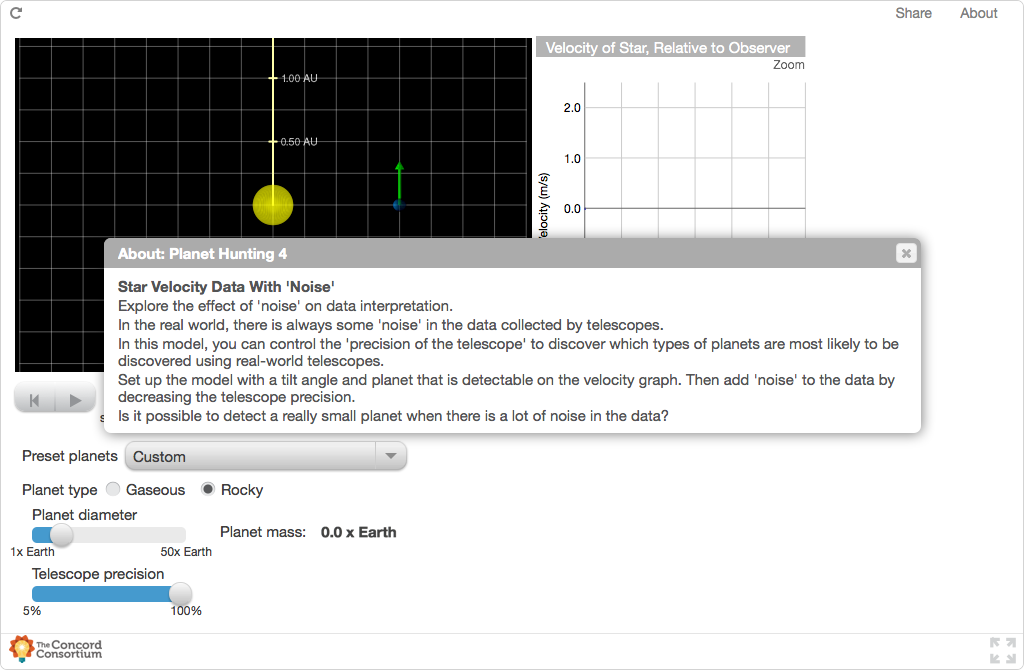 Share About
Velocity of Star, Relative to Observer
Zoom
1.00 AU
0.50 AU
2.0
1.0
0.0
elocity (m/s)
About: Planet Hunting 4
Star Velocity Data With 'Noise'
Explore the effect of 'noise' on data interpretation.
In the real world, there is always some 'noise' in the data collected by telescopes.
In this model, you can control the 'precision of the telescope' to discover which types of planets are most likely to be
discovered using real-world telescopes.
Set up the model with a tilt angle and planet that is detectable on the velocity graph. Then add 'noise' to the data by
decreasing the telescope precision.
Is it possible to detect a really small planet when there is a lot of noise in the data?
Preset planets Custom
Planet type Gaseous Rocky
Planet diameter
1x Earth 50x Earth
Planet mass: 0.0 x Earth
Telescope precision
5% 100%
The Concord
Consortium